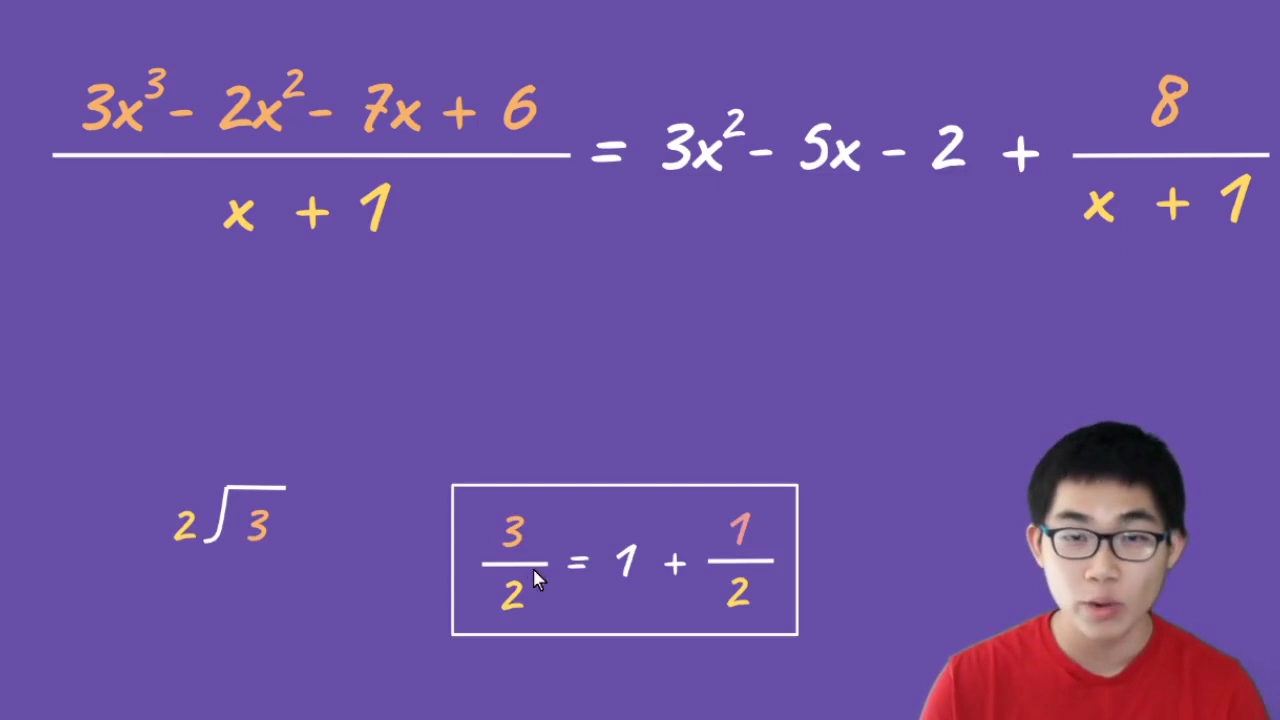 3x³ - 2x² - 7x + 6
x + 1
= 3x² - 5x - 2 +
8
x + 1
2 3
3
2
= 1 +
1
2